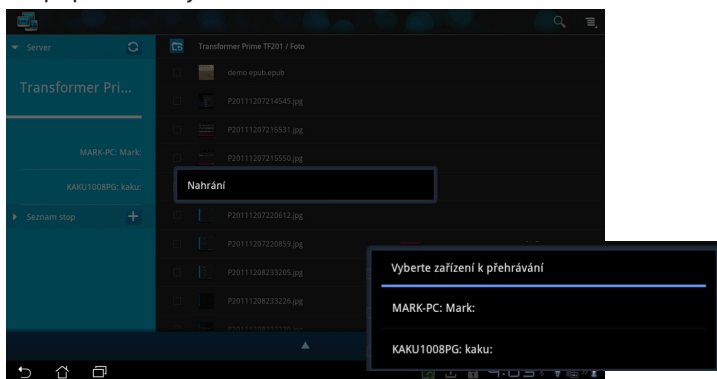 Server
Transformer Prime TF201 / Foto
demo epub.epub
Transformer Pri...
P20111207214545.jpg
P20111207215531.jpg
MARK-PC: Mark:
P20111207215550.jpg
KAKU1008PG: kaku:
Nahrání
Seznam stop
P20111207220612.jpg
P20111207220859.jpg
P20111208233205.jpg
P20111208233226.jpg
Vyberte zařízení k přehrávání
MARK-PC: Mark:
KAKU1008PG: kaku: